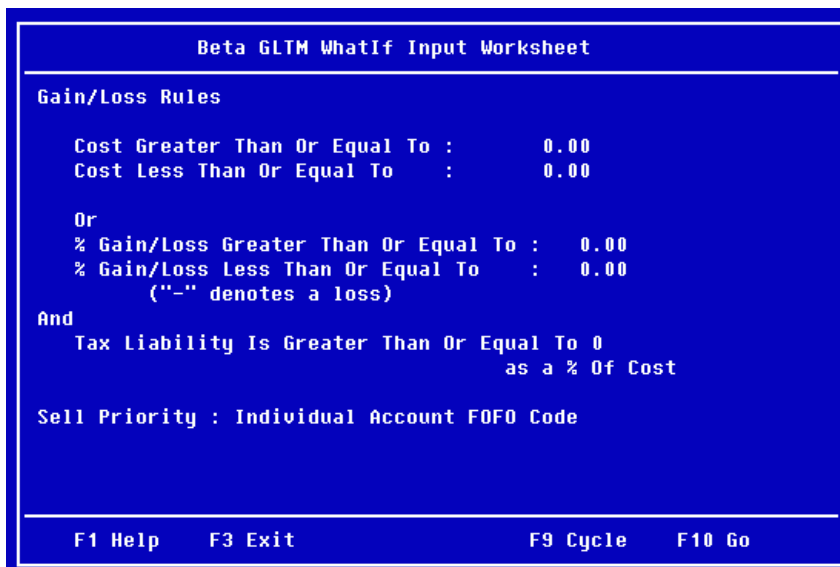 Beta GLTM WhatIf Input Worksheet
Gain/Loss Rules
Cost Greater Than Or Equal To : 0.00
Cost Less Than Or Equal To : 0.00
Or
% Gain/Loss Greater Than Or Equal To : 0.00
% Gain/Loss Less Than Or Equal To : 0.00
("-" denotes a loss)
And
Tax Liability Is Greater Than Or Equal To 0
as a % Of Cost
Sell Priority : Individual Account FOFO Code
F1 Help F3 Exit F9 Cycle F10 Go